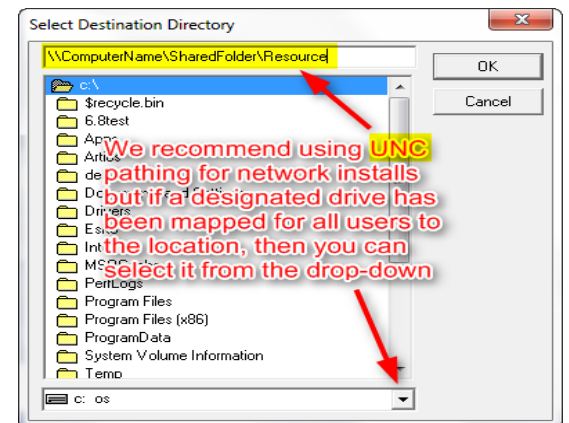 Select Destination Directory
\\ComputerName\SharedFolder\Resource
OK
Cancel
c:\
$recycle.bin
6.8test
We recommend using UNC
pathing for network installs
but if a designated drive has
been mapped for all users to
the location, then you can
select it from the drop-down
PerfLogs
Program Files
Program Files (x86)
ProgramData
System Volume Information
Temp
c: os